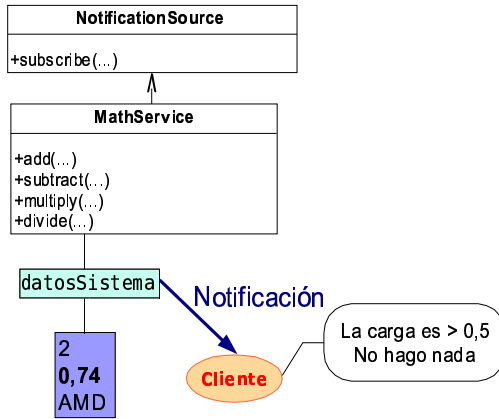 NotificationSource
+subscribe(...)
MathService
+add(...)
+subtract(...)
+multiply(...)
+divide(...)
datosSistema
Notificación
2
0,74
AMD
Cliente
La carga es > 0,5
No hago nada